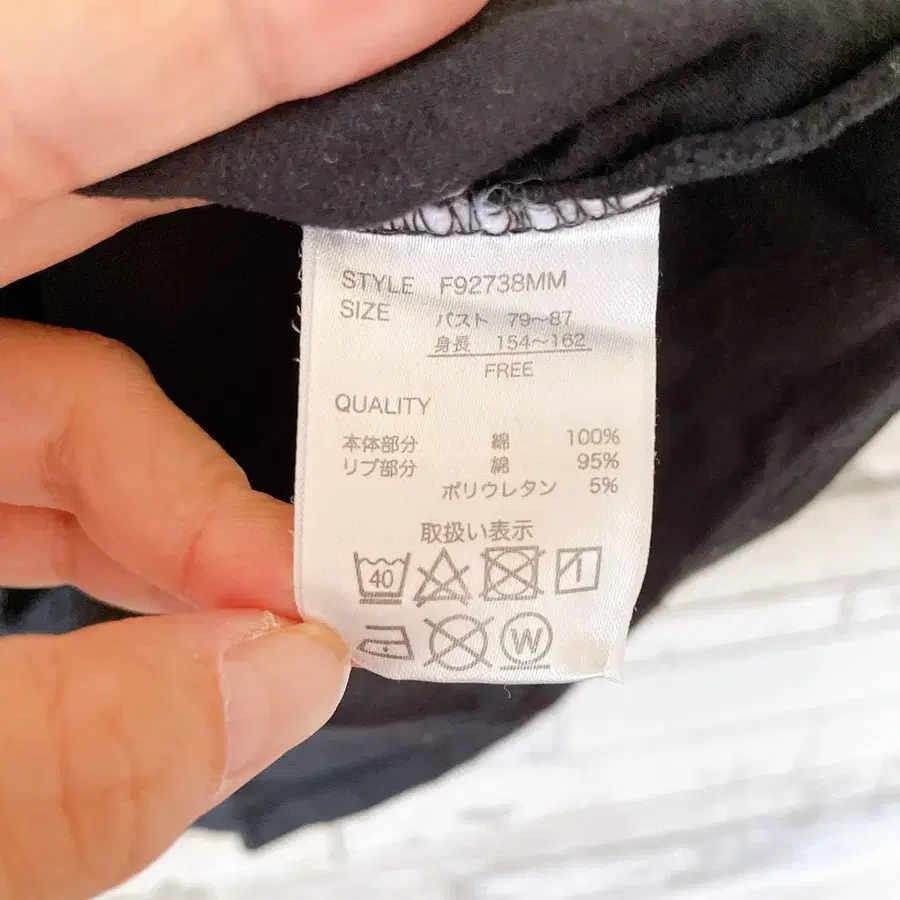 STYLE F92738MM
SIZE バスト 79〜87
身長 154〜162
FREE
QUALITY
本体部分 綿 100%
リブ部分 綿 95%
ポリウレタン 5%
取扱い表示
40
W